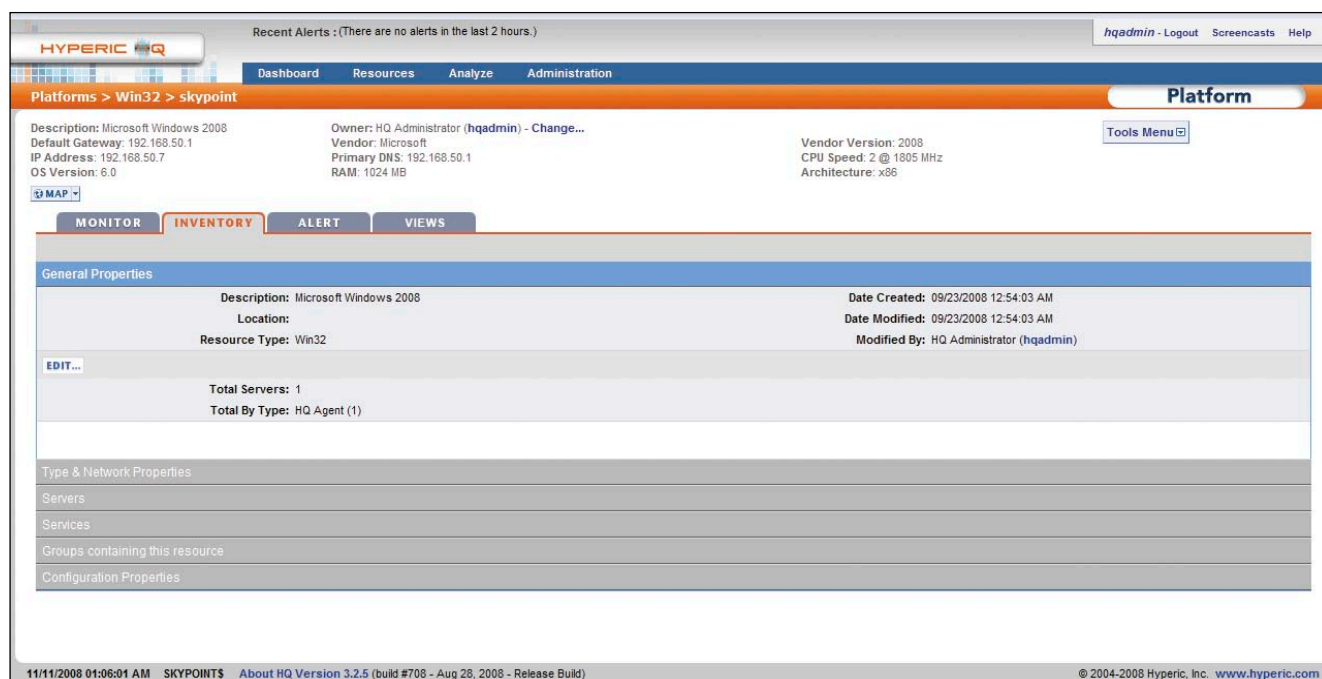 Recent Alerts : (There are no alerts in the last 2 hours.)
hqadmin - Logout Screencasts Help
HYPERIC HQ
Dashboard Resources Analyze Administration
Platforms > Win32 > skypoint
Platform
Description: Microsoft Windows 2008
Owner: HQ Administrator (hqadmin) - Change...
Tools Menu
Default Gateway: 192.168.50.1
Vendor: Microsoft
Vendor Version: 2008
IP Address: 192.168.50.7
Primary DNS: 192.168.50.1
CPU Speed: 2 @ 1805 MHz
OS Version: 6.0
RAM: 1024 MB
Architecture: x86
MAP
MONITOR INVENTORY ALERT VIEWS
General Properties
Description: Microsoft Windows 2008
Date Created: 09/23/2008 12:54:03 AM
Location:
Date Modified: 09/23/2008 12:54:03 AM
Resource Type: Win32
Modified By: HQ Administrator (hqadmin)
EDIT...
Total Servers: 1
Total By Type: HQ Agent (1)
Type & Network Properties
Servers
Services
Groups containing this resource
Configuration Properties
11/11/2008 01:06:01 AM SKYPOINT$ About HQ Version 3.2.5 (build #708 - Aug 28, 2008 - Release Build)
© 2004-2008 Hyperic, Inc. www.hyperic.com